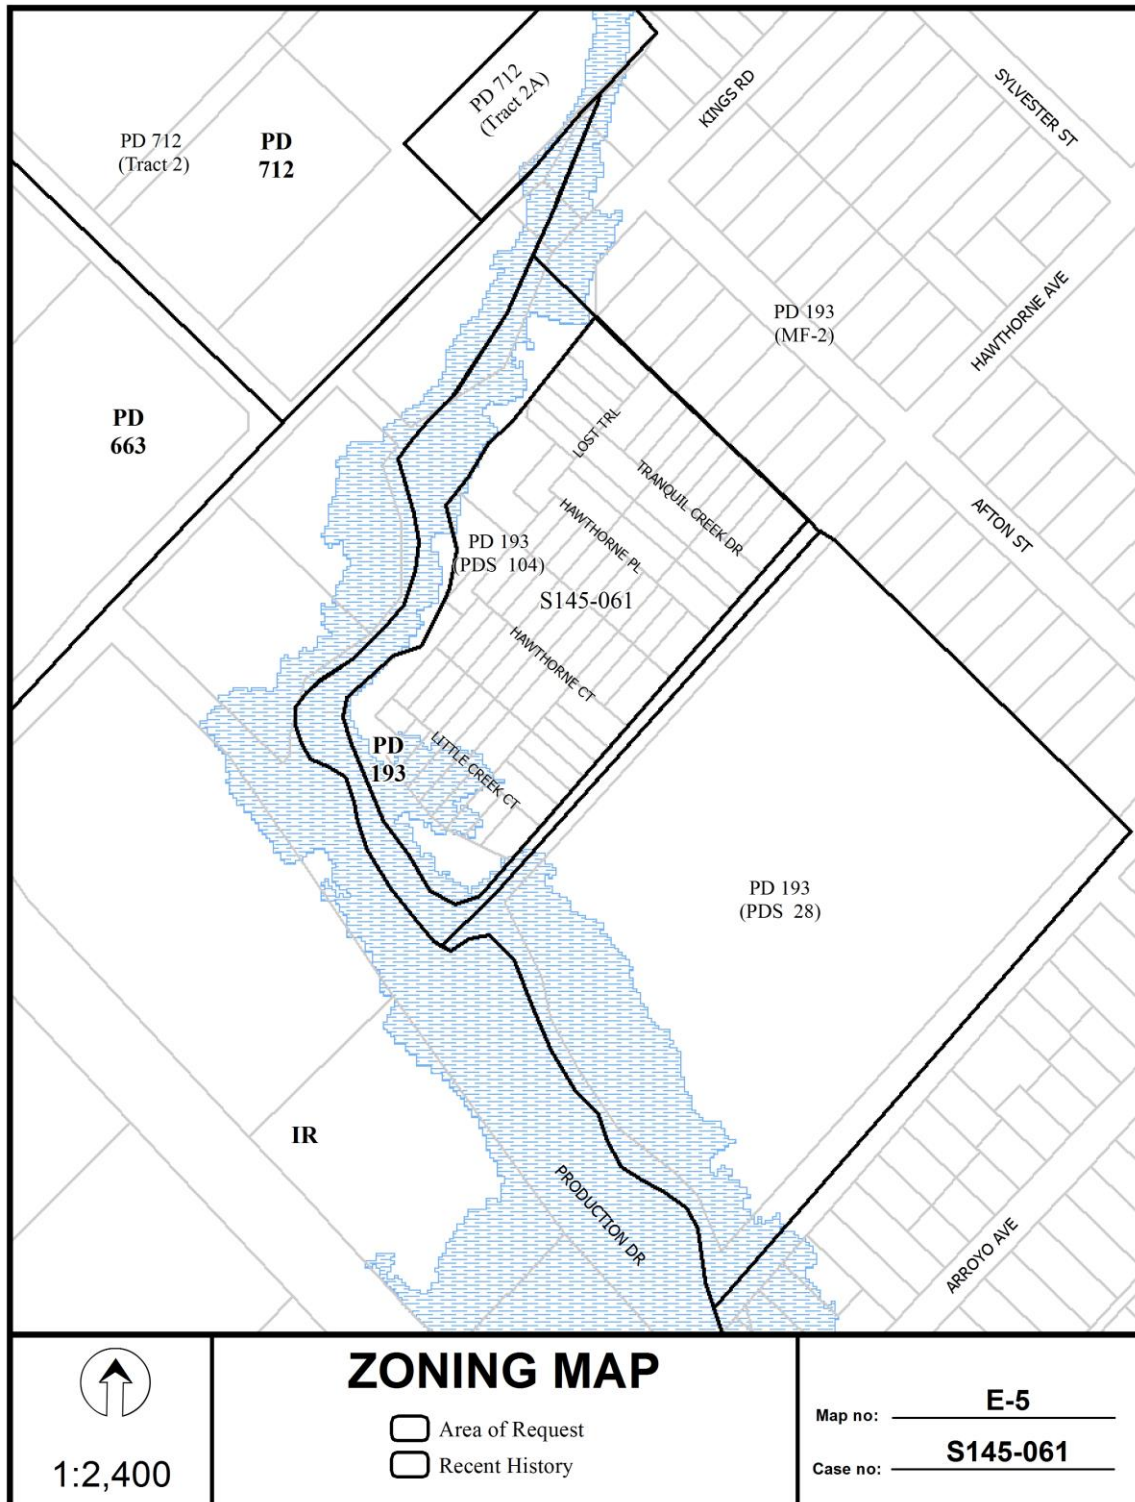 PD 712
(Tract 2A)
KINGS RD
SYLVESTER ST
PD 712
(Tract 2)
PD
712
HAWTHORNE AVE
PD 193
(MF-2)
PD
663
LOST TRL
TRANQUIL CREEK DR
HAWTHORNE PL
AFTON ST
PD 193
(PDS 104)
S145-061
HAWTHORNE CT
PD
193
LITTLE CREEK CT
PD 193
(PDS 28)
IR
PRODUCTION DR
ARROYO AVE
1:2,400
ZONING MAP
Area of Request
Recent History
Map no: E-5
Case no: S145-061